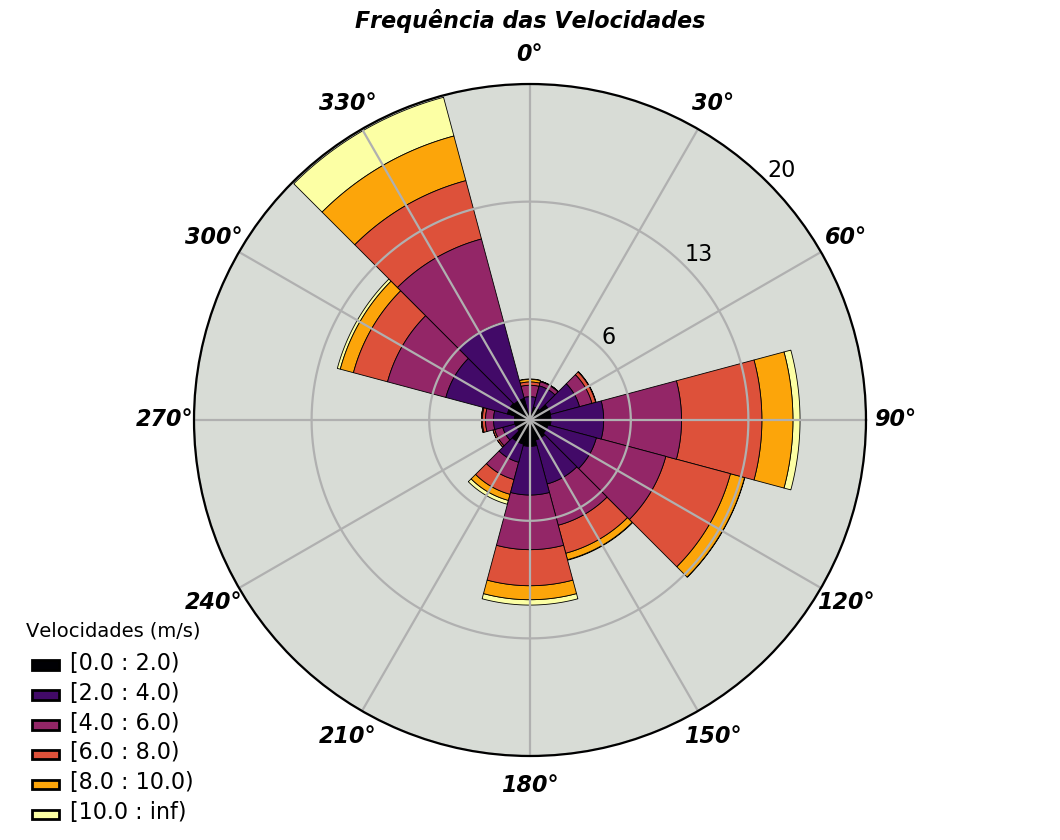 Frequência das Velocidades
0°
330°
30°
20
300°
60°
13
6
270°
90°
240°
120°
210°
150°
180°
Velocidades (m/s)
[0.0 : 2.0)
[2.0 : 4.0)
[4.0 : 6.0)
[6.0 : 8.0)
[8.0 : 10.0)
[10.0 : inf)